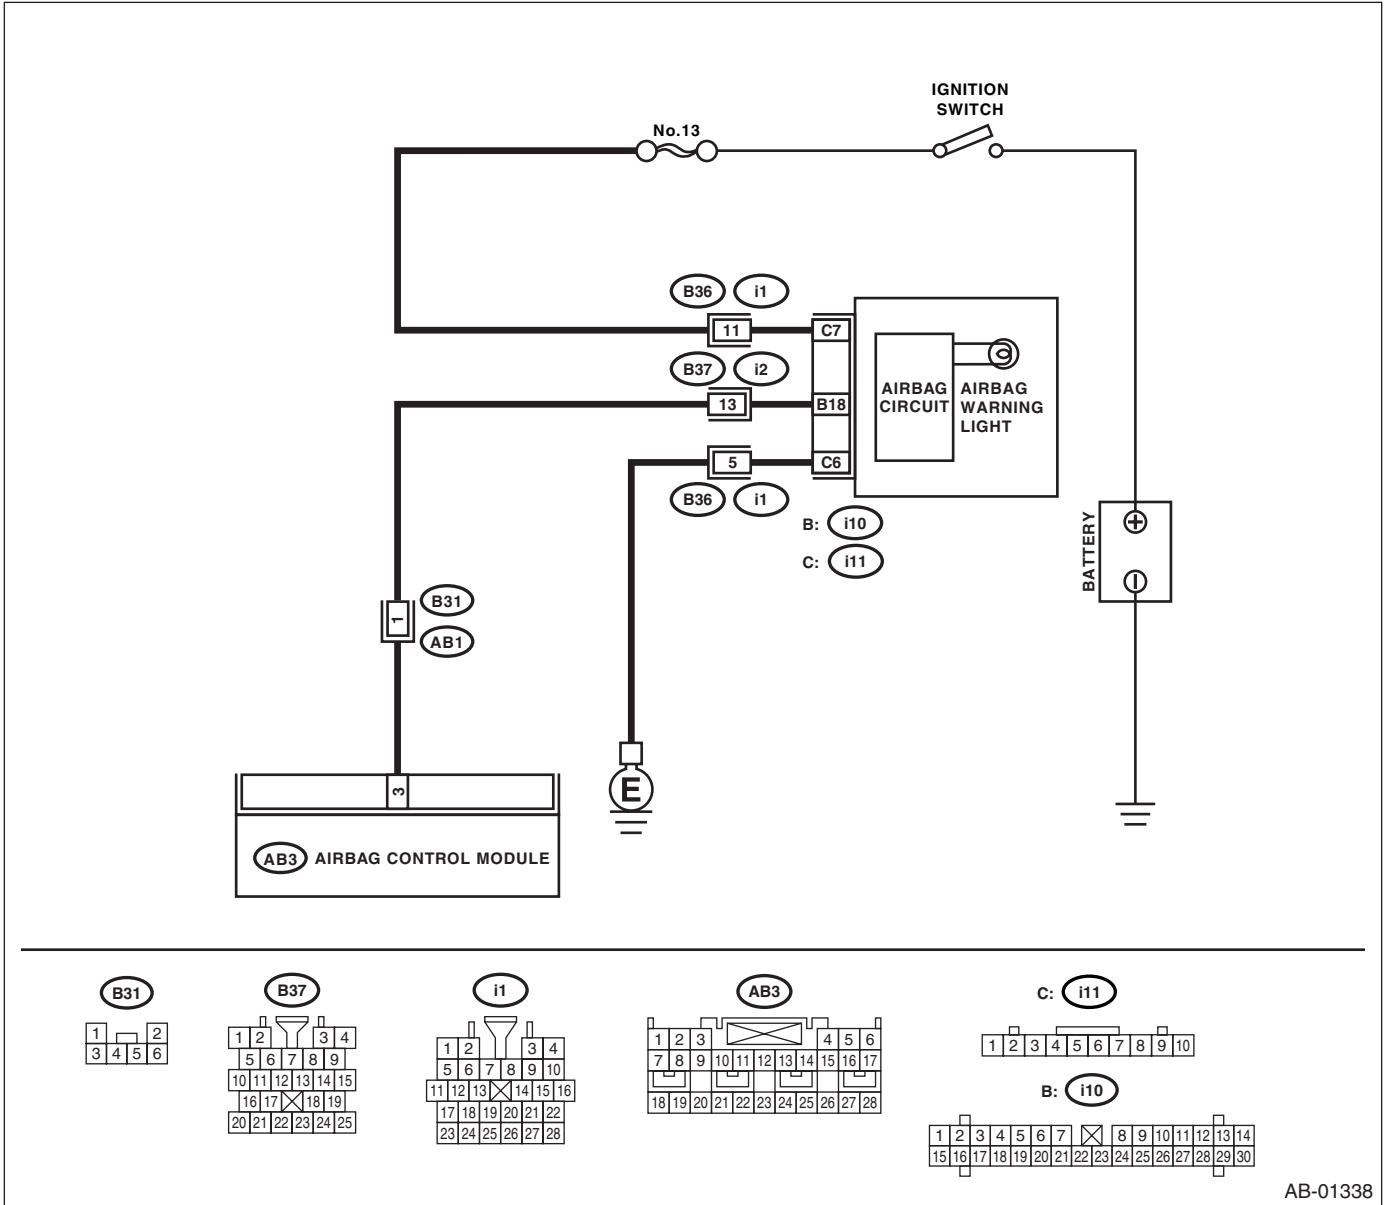 IGNITION
SWITCH
No.13
B36 i1
11 C7
B37 i2
13 B18
AIRBAG
CIRCUIT
AIRBAG
WARNING
LIGHT
5 C6
B36 i1
B: i10
C: i11
BATTERY
+
-
1
B31
AB1
E
3
AB3 AIRBAG CONTROL MODULE
B31
1 2
3 4 5 6
B37
1 2 3 4
5 6 7 8 9
10 11 12 13 14 15
16 17 18 19
20 21 22 23 24 25
i1
1 2 3 4
5 6 7 8 9 10
11 12 13 14 15 16
17 18 19 20 21 22
23 24 25 26 27 28
AB3
1 2 3 4 5 6
7 8 9 10 11 12 13 14 15 16 17
18 19 20 21 22 23 24 25 26 27 28
C: i11
1 2 3 4 5 6 7 8 9 10
B: i10
1 2 3 4 5 6 7 8 9 10 11 12 13 14
15 16 17 18 19 20 21 22 23 24 25 26 27 28 29 30
AB-01338